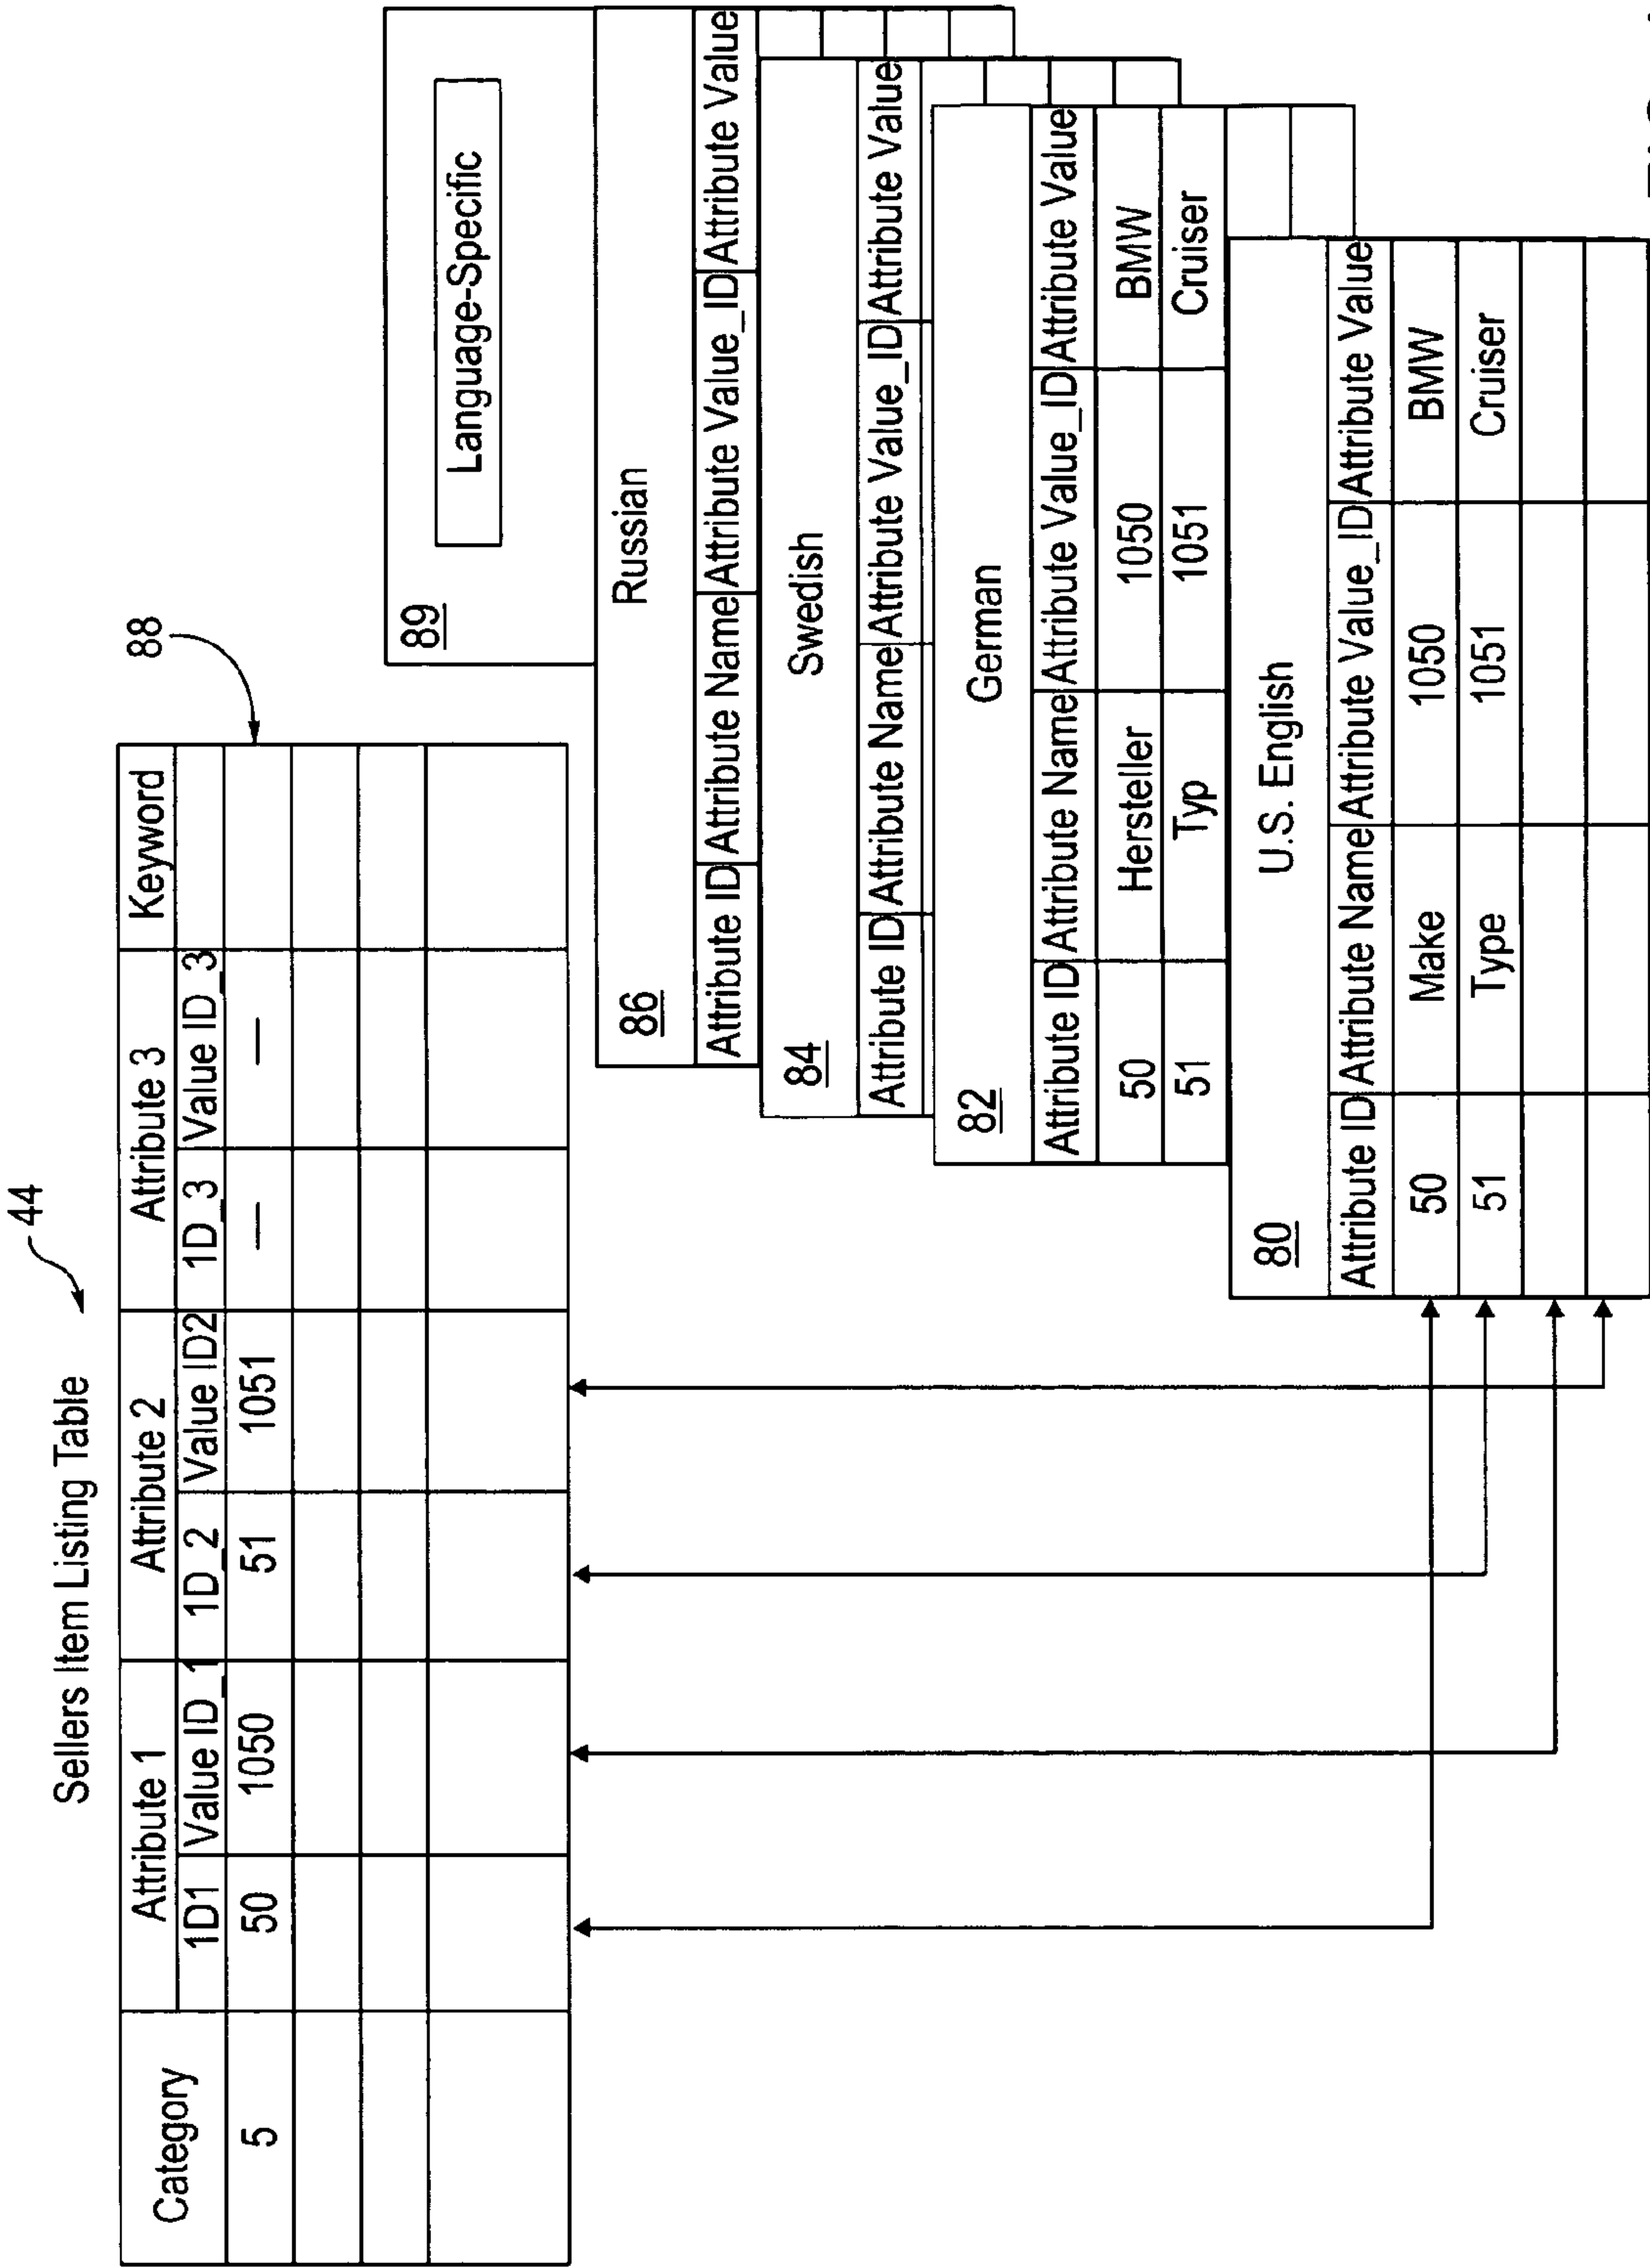 Sellers Item Listing Table
44
Category Attribute 1 Attribute 2 Attribute 3 Keyword
1D1 Value ID_1 1D_2 Value ID2 1D_3 Value ID_3
5 50 1050 51 1051 — —
88
89
Language-Specific
86
Russian
Attribute ID Attribute Name Attribute Value_ID Attribute Value
84
Swedish
Attribute ID Attribute Name Attribute Value_ID Attribute Value
82
German
Attribute ID Attribute Name Attribute Value_ID Attribute Value
50 Hersteller 1050 BMW
51 Typ 1051 Cruiser
80
U.S. English
Attribute ID Attribute Name Attribute Value_ID Attribute Value
50 Make 1050 BMW
51 Type 1051 Cruiser